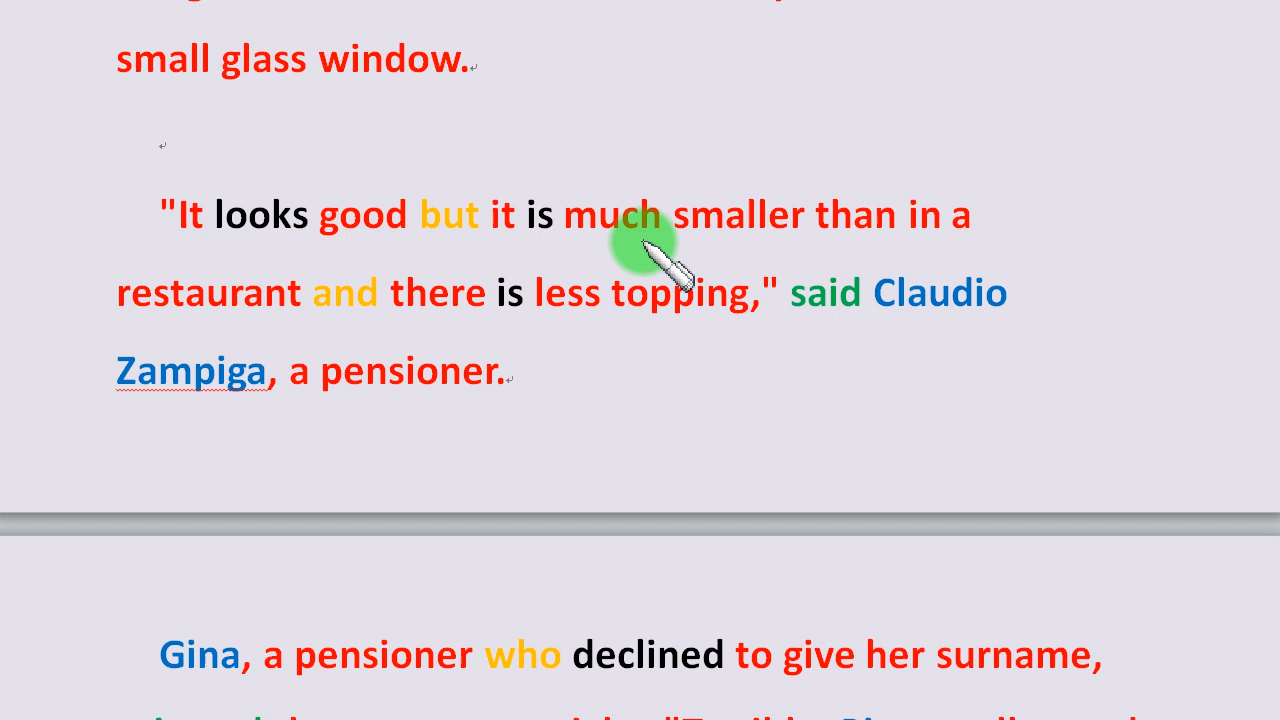 small glass window.
"It looks good but it is much smaller than in a
restaurant and there is less topping," said Claudio
Zampiga, a pensioner.
Gina, a pensioner who declined to give her surname,